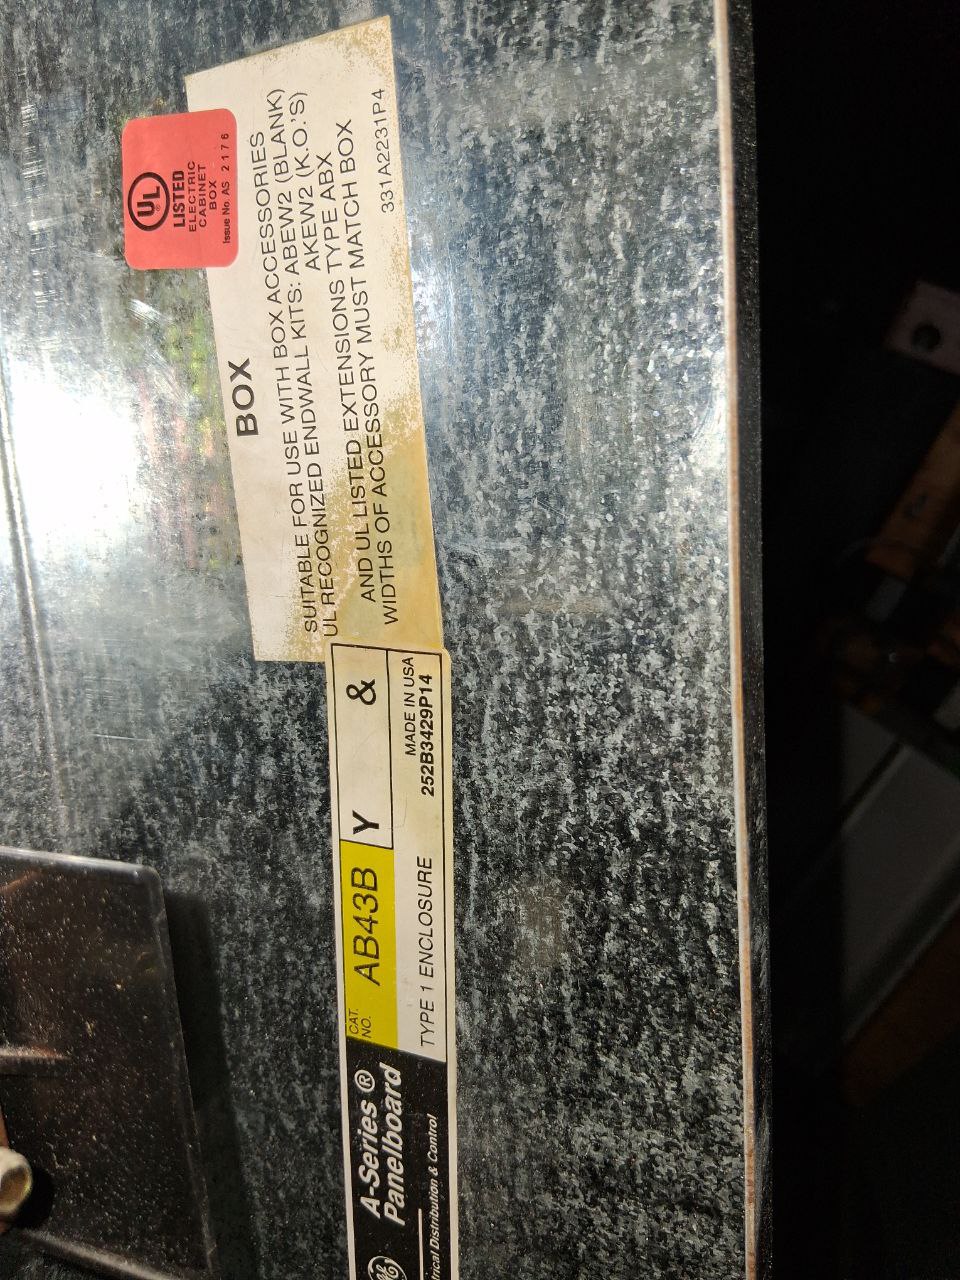 UL
®
LISTED
ELECTRIC
CABINET
BOX
Issue No. AS 2176
BOX
SUITABLE FOR USE WITH BOX ACCESSORIES
UL RECOGNIZED ENDWALL KITS: ABEW2 (BLANK)
AKEW2 (K.O.'S)
AND UL LISTED EXTENSIONS TYPE ABX
WIDTHS OF ACCESSORY MUST MATCH BOX
331A2231P4
A-Series ®
Panelboard
& Control
CAT.
NO.
AB43B
Y
&
TYPE 1 ENCLOSURE
MADE IN USA
252B3429P14